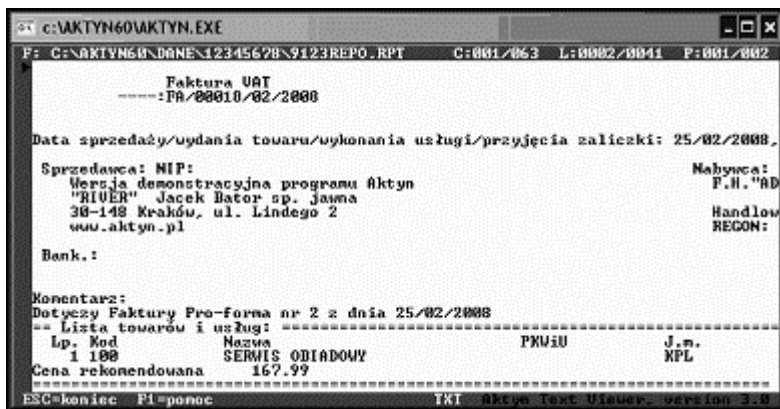 c:\AKTYN60\AKTYN.EXE
F: C:\AKTYN60\DANE\12345678\9123REPO.RPT C:001/063 L:0002/0041 P:001/002
Faktura VAT
----:FA/00018/02/2008
Data sprzedaży/wydania towaru/wykonania usługi/przyjęcia zaliczki: 25/02/2008,
Sprzedawca: NIP: Nabywca:
Wersja demonstracyjna programu Aktyn F.H."AD
"RIVER" Jacek Bator sp. jawna
30-148 Kraków, ul. Lindego 2 Handlow
www.aktyn.pl REGON:
Bank.:
Komentarz:
Dotyczy Faktury Pro-forma nr 2 z dnia 25/02/2008
== Lista towarów i usług: ==================================================
Lp. Kod Nazwa PKWiU J.m.
1 100 SERWIS OBIADOWY KPL
Cena rekomendowana 167.99
============================================================================
ESC=koniec F1=pomoc TXT Aktyn Text Viewer, version 3.0